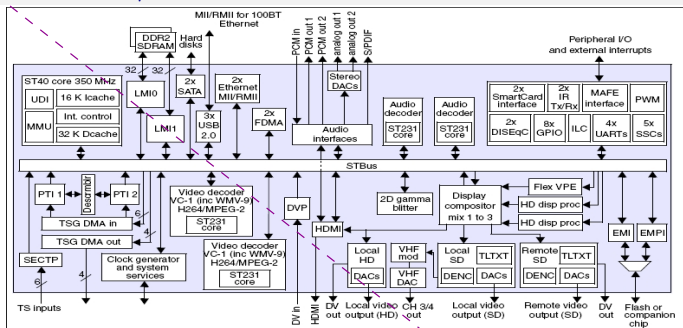 MII/RMII for 100BT
Ethernet
DDR2
SDRAM
Hard
disks
PCM in
PCM out 1
PCM out 2
analog out 1
analog out 2
S/PDIF
Peripheral I/O
and external interrupts
32
32
ST40 core 350 MHz
UDI
16 K Icache
Int. control
MMU
32 K Dcache
LMI0
LMI1
2x
SATA
3x
USB
2.0
2x
Ethernet
MII/RMII
2x
FDMA
Stereo
DACs
Audio interfaces
Audio
decoder
ST231
core
Audio
decoder
ST231
core
2x
SmartCard
interface
2x
IR
Tx/Rx
MAFE
interface
PWM
2x
DiSEqC
8x
GPIO
ILC
4x
UARTs
5x
SSCs
STBus
PTI 1
Descrmblr
PTI 2
TSG DMA in
6
TSG DMA out
4
SECTP
Clock generator
and system
services
Video decoder
VC-1 (inc WMV-9)
H264/MPEG-2
ST231
core
Video decoder
VC-1 (inc WMV-9)
H264/MPEG-2
ST231
core
DVP
HDMI
2D gamma
blitter
Display
compositor
mix 1 to 3
Flex VPE
HD disp proc
HD disp proc
Local
HD
DACs
VHF
mod
VHF
DAC
Local
SD
TLTXT
DENC
DACs
Remote
SD
TLTXT
DENC
DACs
EMI
EMPI
6
4
TS inputs
DV in
HDMI
DV
out
Local video
output (HD)
CH 3/4
out
Local video
output (SD)
Remote video
output (SD)
DV
out
Flash or
companion
chip